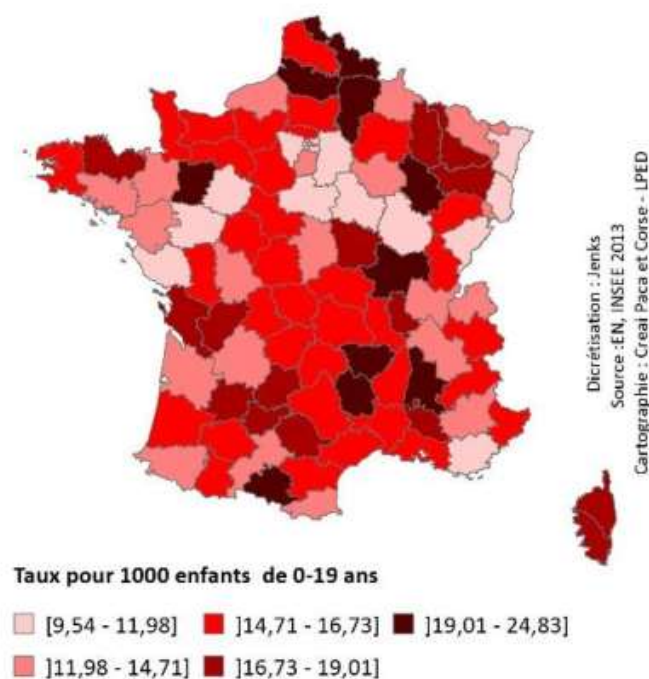 Dicrétisation : Jenks
Source :EN, INSEE 2013
Cartographie : Creai Paca et Corse - LPED
Taux pour 1000 enfants de 0-19 ans
[9,54 - 11,98] ]14,71 - 16,73] ]19,01 - 24,83]
]11,98 - 14,71] ]16,73 - 19,01]